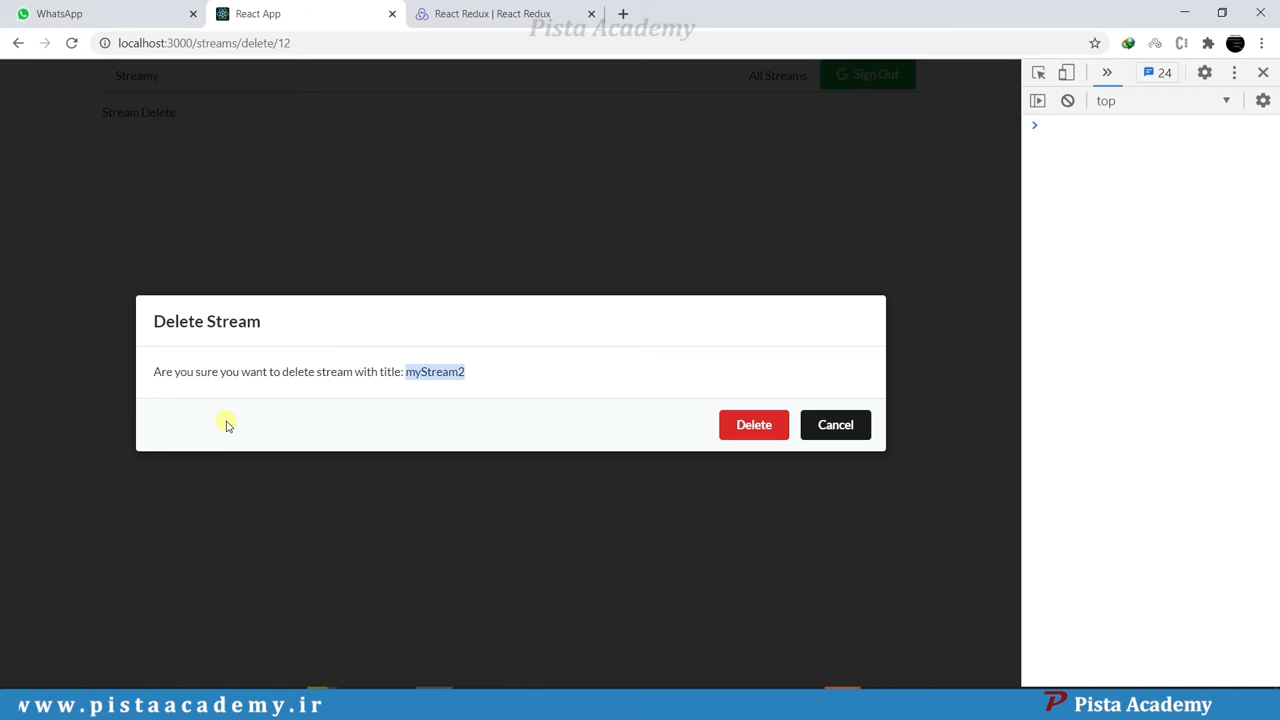 WhatsApp
React App
React Redux | React Redux
Pista Academy
localhost:3000/streams/delete/12
24
Streamy
All Streams
Sign Out
top
Stream Delete
Delete Stream
Are you sure you want to delete stream with title: myStream2
Delete
Cancel
www.pistaacademy.ir
Pista Academy